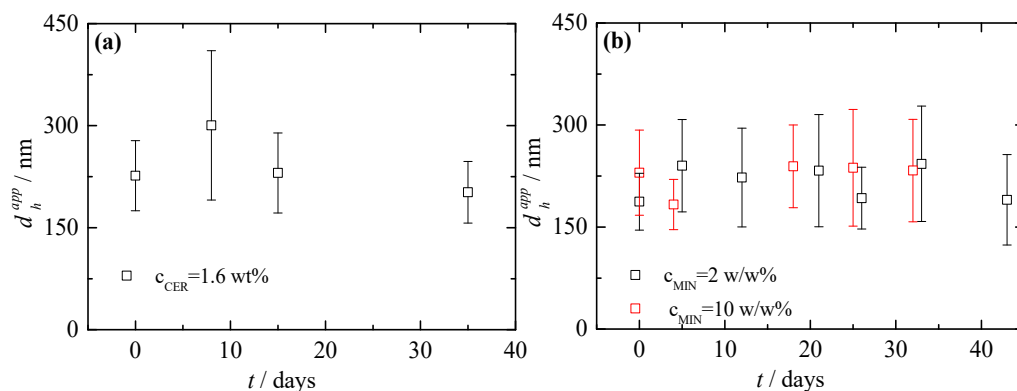 (a)
450
300
150
0
d_h^app / nm
c_CER=1.6 wt%
0 10 20 30 40
t / days
(b)
450
300
150
0
d_h^app / nm
c_MIN=2 w/w%
c_MIN=10 w/w%
0 10 20 30 40
t / days